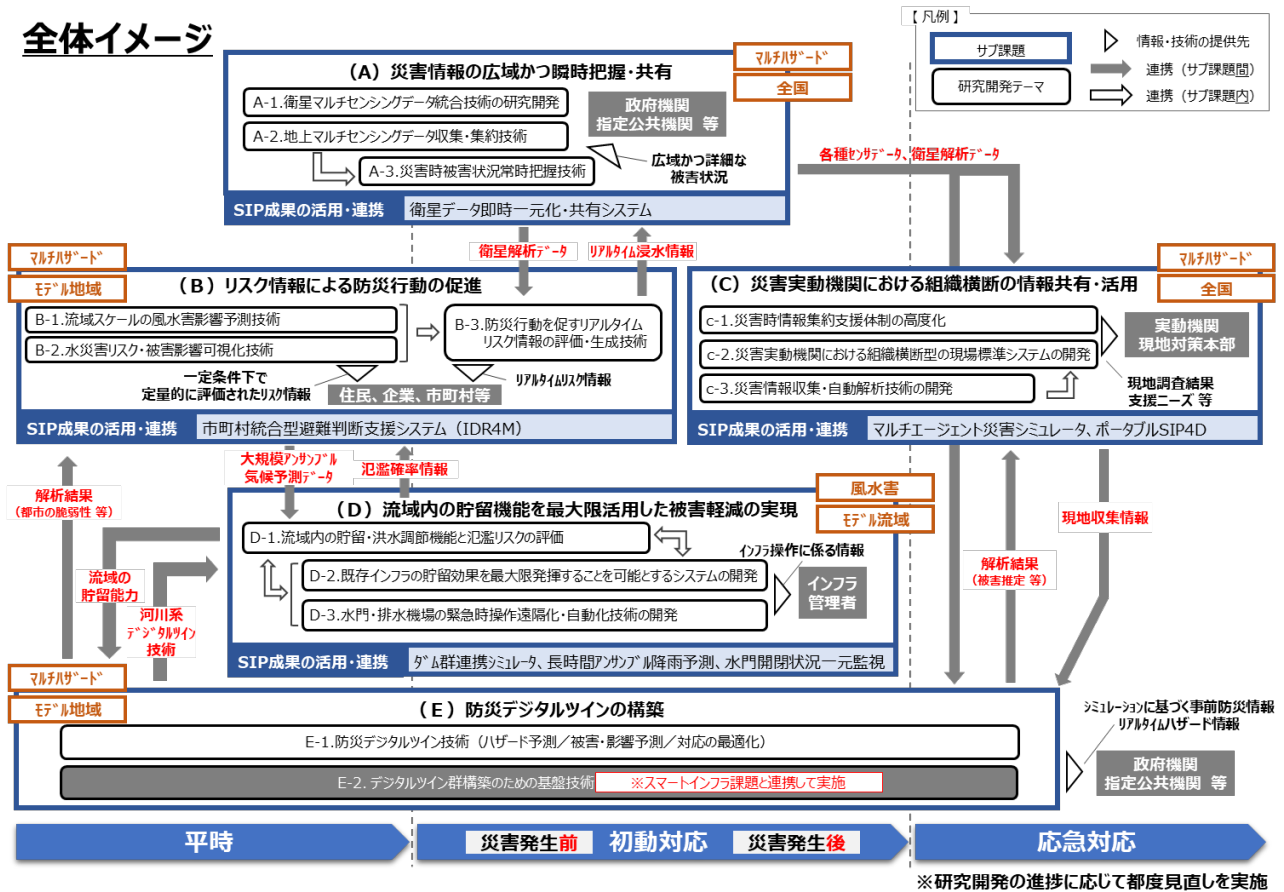 全体イメージ
【 凡例 】
サブ課題
情報・技術の提供先
研究開発テーマ
連携（サブ課題間）
連携（サブ課題内）
マルチハザード
全国
（A）災害情報の広域かつ瞬時把握・共有
A-1.衛星マルチセンシングデータ統合技術の研究開発
A-2.地上マルチセンシングデータ収集・集約技術
A-3.災害時被害状況常時把握技術
政府機関
指定公共機関 等
広域かつ詳細な
被害状況
SIP成果の活用・連携
衛星データ即時一元化・共有システム
各種センサデータ、衛星解析データ
衛星解析データ
リアルタイム浸水情報
マルチハザード
モデル地域
（B）リスク情報による防災行動の促進
B-1.流域スケールの風水害影響予測技術
B-2.水災害リスク・被害影響可視化技術
B-3.防災行動を促すリアルタイム
リスク情報の評価・生成技術
一定条件下で
定量的に評価されたリスク情報
リアルタイムリスク情報
住民、企業、市町村等
SIP成果の活用・連携
市町村統合型避難判断支援システム（IDR4M）
マルチハザード
全国
（C）災害実動機関における組織横断の情報共有・活用
c-1.災害時情報集約支援体制の高度化
c-2.災害実動機関における組織横断型の現場標準システムの開発
c-3.災害情報収集・自動解析技術の開発
実動機関
現地対策本部
現地調査結果
支援ニーズ 等
SIP成果の活用・連携
マルチエージェント災害シミュレータ、ポータブルSIP4D
大規模アンサンブル
気候予測データ
氾濫確率情報
解析結果
（都市の脆弱性 等）
流域の
貯留能力
河川系
デジタルツイン
技術
風水害
モデル流域
（D）流域内の貯留機能を最大限活用した被害軽減の実現
D-1.流域内の貯留・洪水調節機能と氾濫リスクの評価
D-2.既存インフラの貯留効果を最大限発揮することを可能とするシステムの開発
D-3.水門・排水機場の緊急時操作遠隔化・自動化技術の開発
インフラ操作に係る情報
インフラ
管理者
SIP成果の活用・連携
ダム群連携シミュレータ、長時間アンサンブル降雨予測、水門開閉状況一元監視
現地収集情報
解析結果
（被害推定 等）
マルチハザード
モデル地域
（E）防災デジタルツインの構築
E-1.防災デジタルツイン技術（ハザード予測／被害・影響予測／対応の最適化）
E-2. デジタルツイン群構築のための基盤技術
※スマートインフラ課題と連携して実施
シミュレーションに基づく事前防災情報
リアルタイムハザード情報
政府機関
指定公共機関 等
平時
災害発生前
初動対応
災害発生後
応急対応
※研究開発の進捗に応じて都度見直しを実施